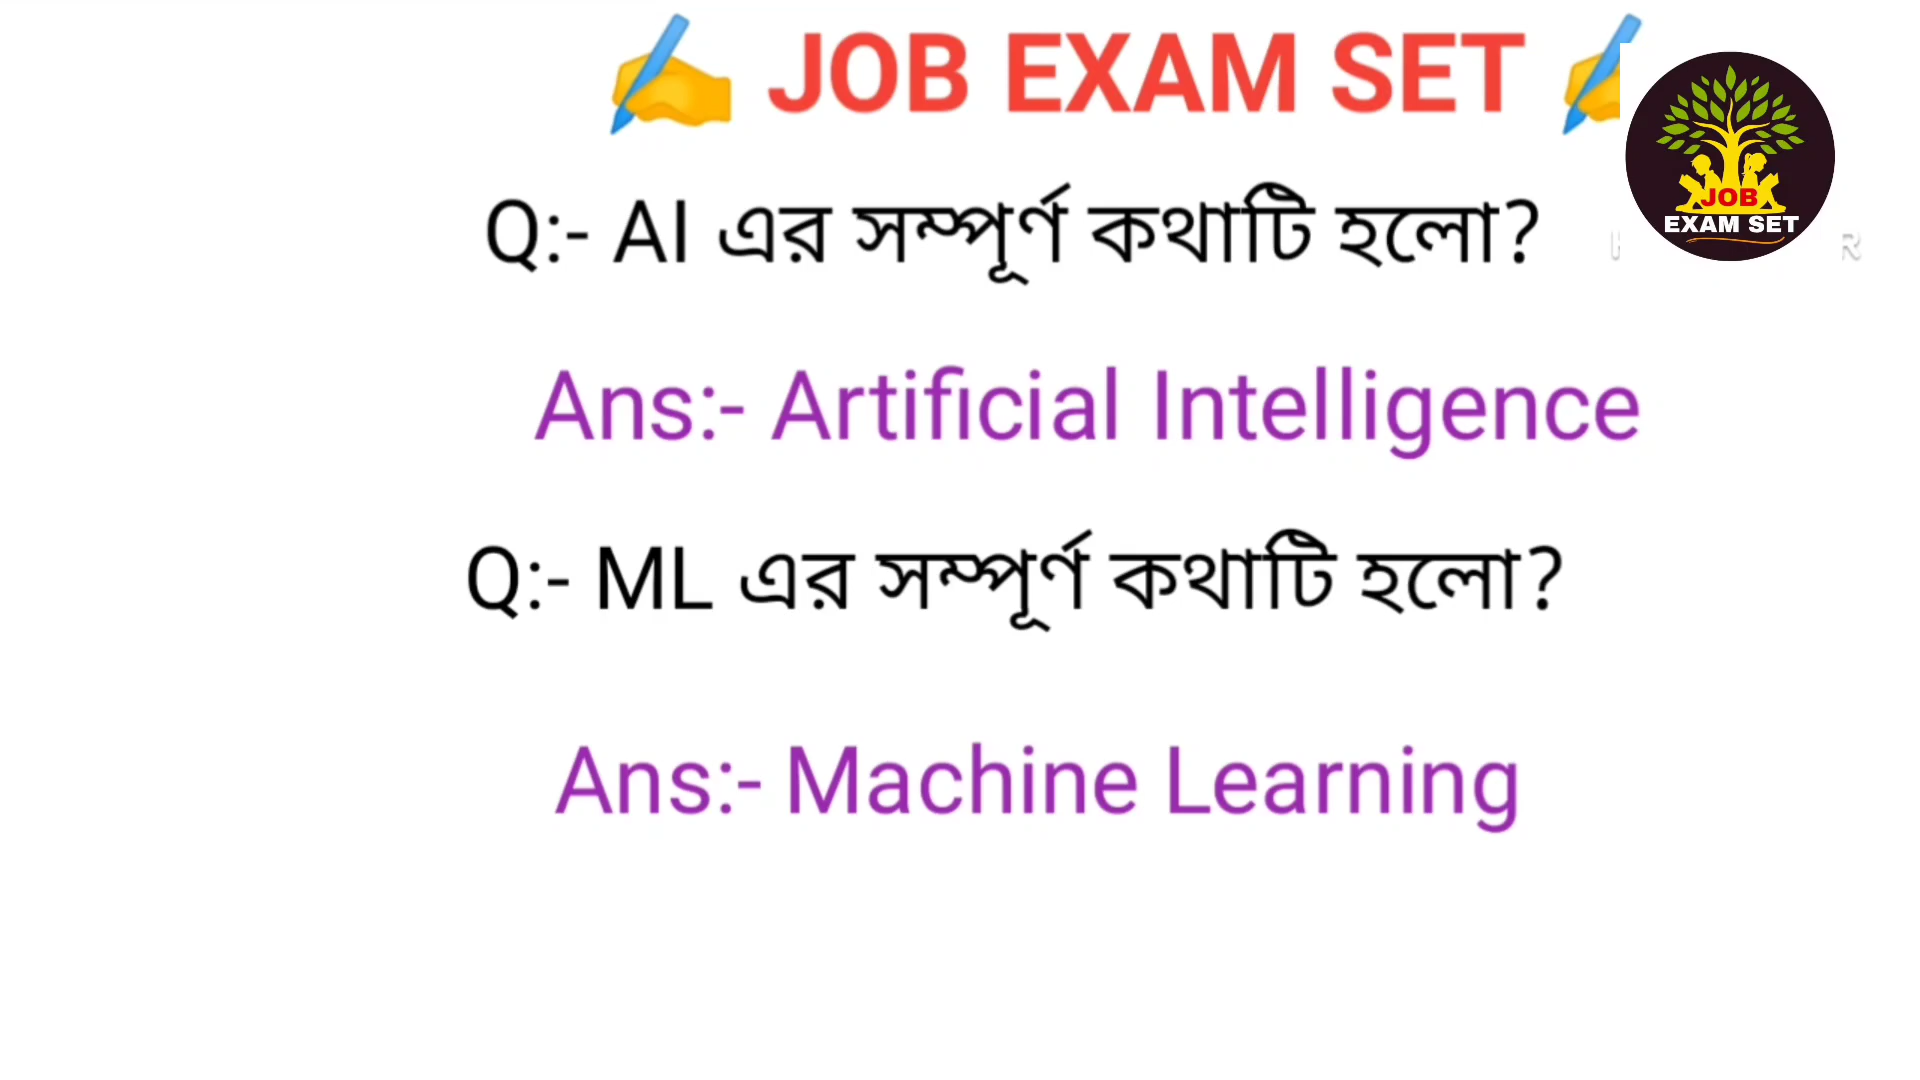 ✍️ JOB EXAM SET ✍️
JOB
EXAM SET
Q:- AI এর সম্পূর্ণ কথাটি হলো?
Ans:- Artificial Intelligence
Q:- ML এর সম্পূর্ণ কথাটি হলো?
Ans:- Machine Learning